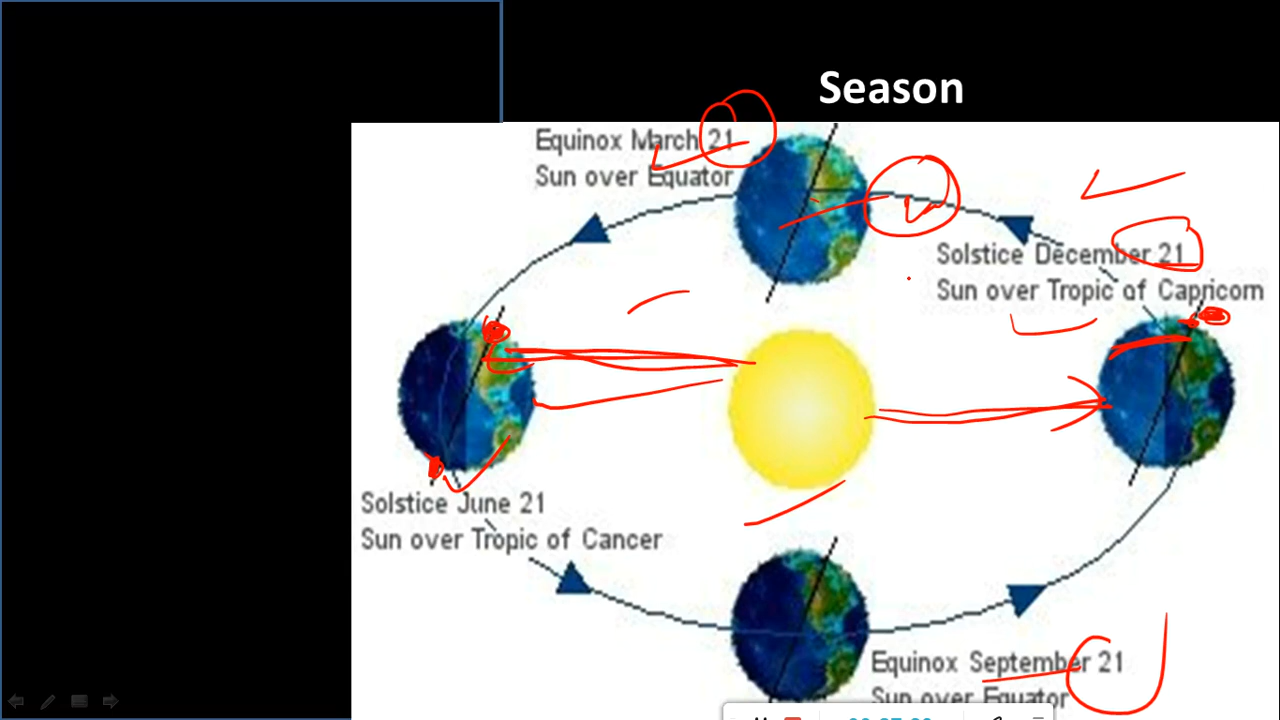 Season
Equinox March 21
Sun over Equator
Solstice December 21
Sun over Tropic of Capricorn
Solstice June 21
Sun over Tropic of Cancer
Equinox September 21
Sun over Equator